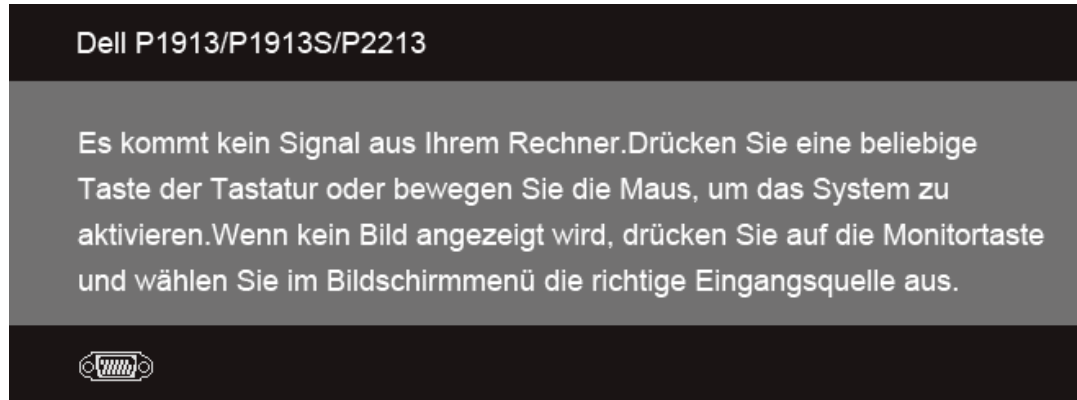 Dell P1913/P1913S/P2213
Es kommt kein Signal aus Ihrem Rechner.Drücken Sie eine beliebige
Taste der Tastatur oder bewegen Sie die Maus, um das System zu
aktivieren.Wenn kein Bild angezeigt wird, drücken Sie auf die Monitortaste
und wählen Sie im Bildschirmmenü die richtige Eingangsquelle aus.